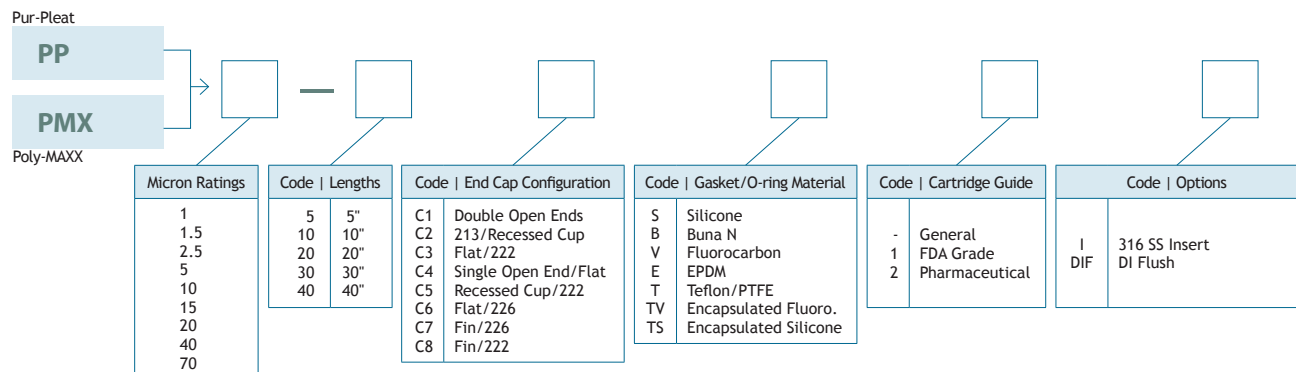 Pur-Pleat
PP
PMX
Poly-MAXX
Micron Ratings
1
1.5
2.5
5
10
15
20
40
70
Code | Lengths
5 5"
10 10"
20 20"
30 30"
40 40"
Code | End Cap Configuration
C1 Double Open Ends
C2 213/Recessed Cup
C3 Flat/222
C4 Single Open End/Flat
C5 Recessed Cup/222
C6 Flat/226
C7 Fin/226
C8 Fin/222
Code | Gasket/O-ring Material
S Silicone
B Buna N
V Fluorocarbon
E EPDM
T Teflon/PTFE
TV Encapsulated Fluoro.
TS Encapsulated Silicone
Code | Cartridge Guide
- General
1 FDA Grade
2 Pharmaceutical
Code | Options
I 316 SS Insert
DIF DI Flush